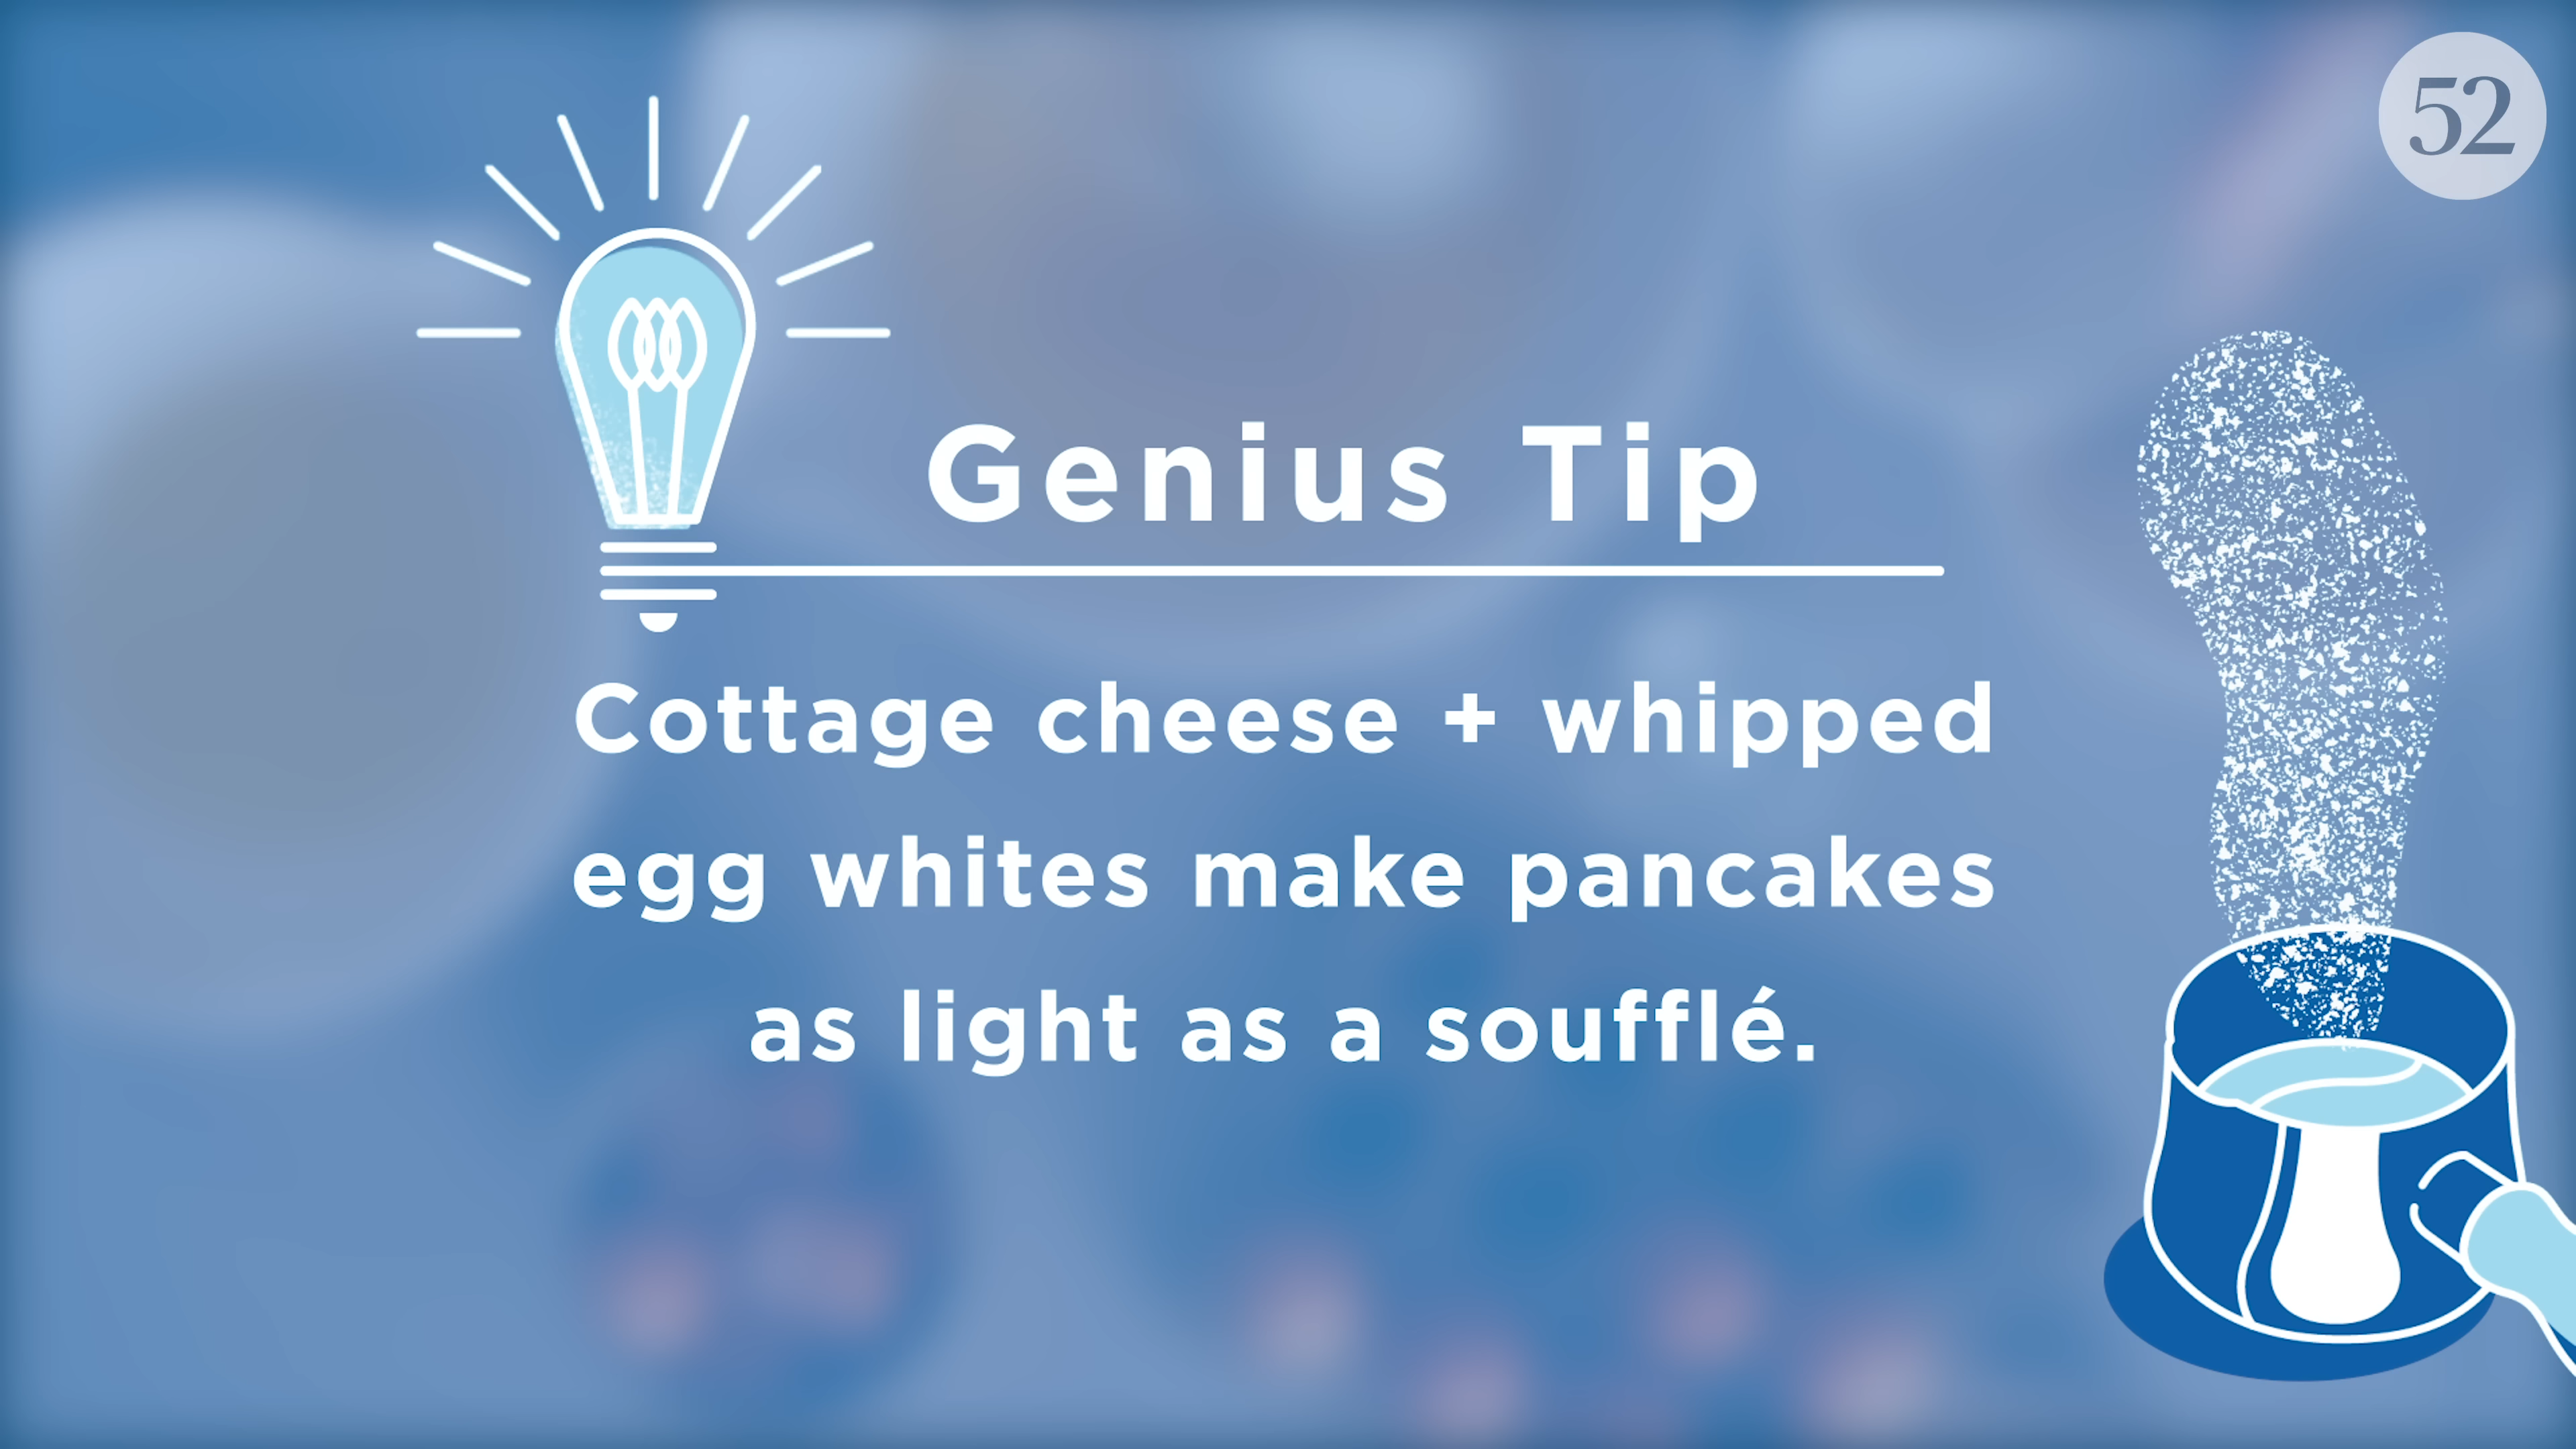 52
Genius Tip
Cottage cheese + whipped
egg whites make pancakes
as light as a soufflé.